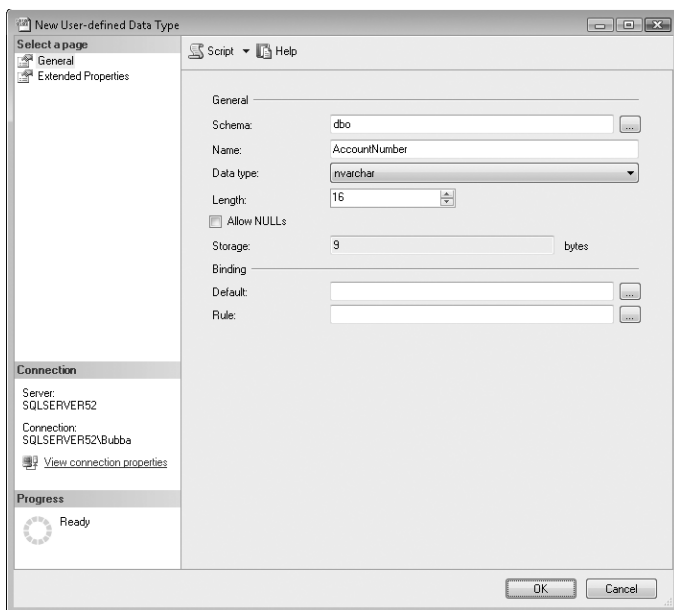 New User-defined Data Type
Select a page
General
Extended Properties
Script Help
General
Schema: dbo ...
Name: AccountNumber
Data type: nvarchar
Length: 16
Allow NULLs
Storage: 9 bytes
Binding
Default: ...
Rule: ...
Connection
Server:
SQLSERVER52
Connection:
SQLSERVER52\Bubba
View connection properties
Progress
Ready
OK Cancel